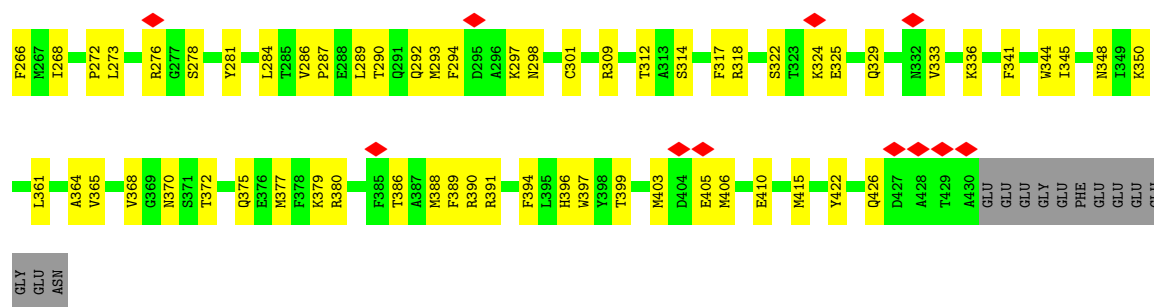 F266 M267 I268 P272 L273 R276 G277 S278 Y281 L284 T285 V286 P287 E288 L289 T290 Q291 Q292 M293 F294 D295 A296 K297 N298 C301 R309 T312 A313 S314 F317 R318 S322 T323 K324 E325 Q329 N332 V333 K336 F341 W344 I345 N348 I349 K350
L361 A364 V365 V368 G369 N370 S371 T372 Q375 E376 M377 F378 K379 R380 F385 T386 A387 M388 F389 R390 R391 F394 L395 H396 W397 Y398 T399 M403 D404 E405 M406 E410 M415 Y422 Q426 D427 A428 T429 A430 GLU GLU GLU GLY GLU PHE GLU GLU GLU
GLY GLU ASN